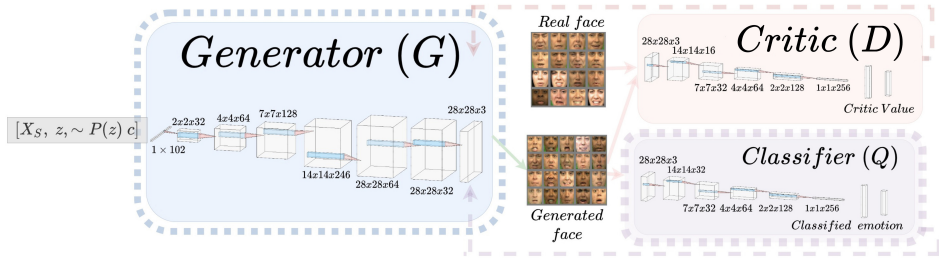 Generator (G)
[X_S, z, ~ P(z) c]
1 × 102
2x2x32
4x4x64
7x7x128
14x14x246
28x28x64
28x28x32
28x28x3
Real face
Generated
face
Critic (D)
28x28x3
14x14x16
7x7x32
4x4x64
2x2x128
1x1x256
Critic Value
Classifier (Q)
28x28x3
14x14x32
7x7x32
4x4x64
2x2x128
1x1x256
Classified emotion